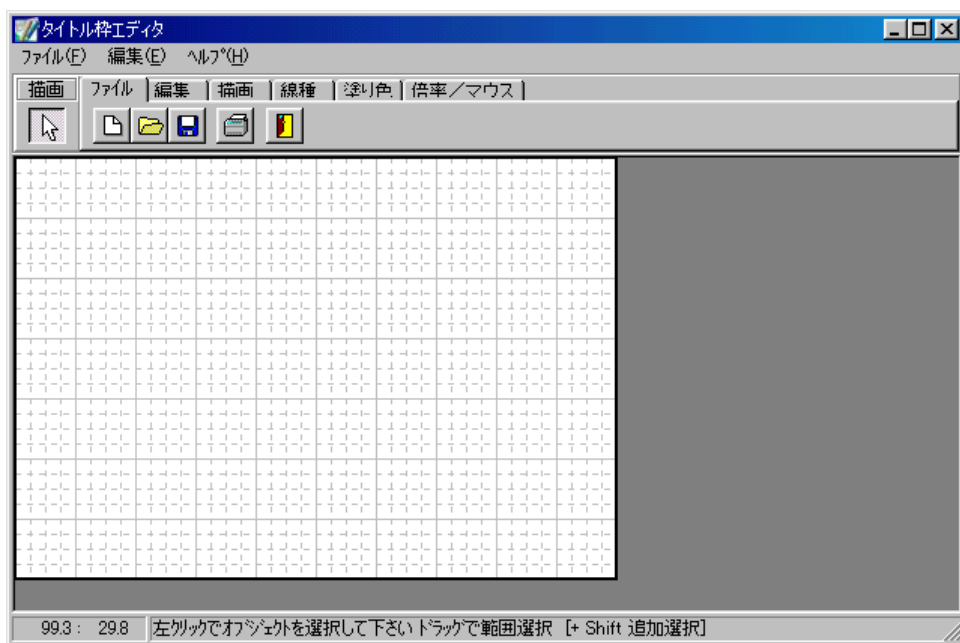 タイトル枠エディタ
ﾌｧｲﾙ(F) 編集(E) ﾍﾙﾌﾟ(H)
描画 ﾌｧｲﾙ 編集 描画 線種 塗り色 倍率／マウス
99.3 : 29.8 左ｸﾘｯｸでｵﾌﾞｼﾞｪｸﾄを選択して下さい ﾄﾞﾗｯｸﾞで範囲選択 [+ Shift 追加選択]